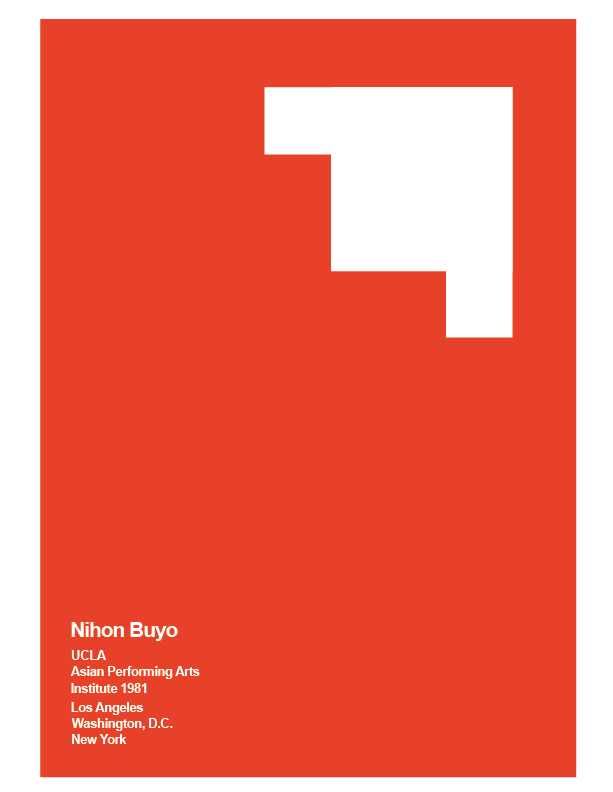 Nihon Buyo
UCLA
Asian Performing Arts
Institute 1981
Los Angeles
Washington, D.C.
New York